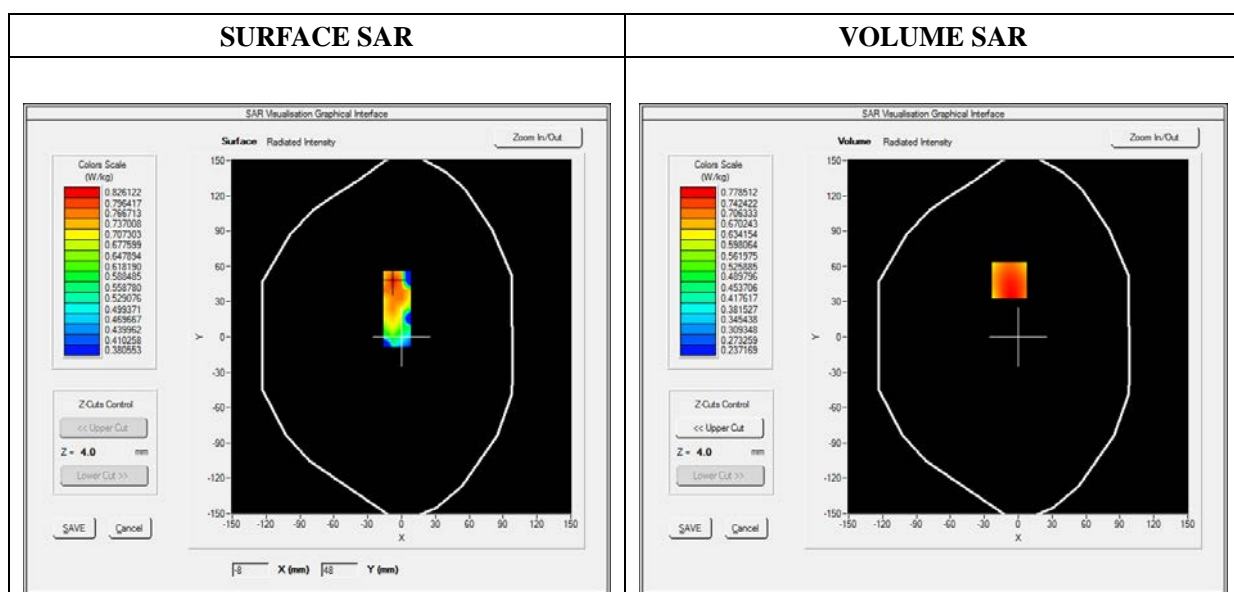 SURFACE SAR
VOLUME SAR
SAR Visualisation Graphical Interface
Surface Radiated Intensity
Zoom In/Out
Colors Scale
(W/kg)
0.826122
0.796417
0.766713
0.737008
0.707303
0.677599
0.647894
0.618190
0.588485
0.558780
0.529076
0.499371
0.469667
0.439962
0.410258
0.380553
Z-Cuts Control
<< Upper Cut
Z = 4.0 mm
Lower Cut >>
SAVE Cancel
150
120
90
60
30
Y 0
-30
-60
-90
-120
-150
-150 -120 -90 -60 -30 0 30 60 90 120 150
X
-8 X (mm) 48 Y (mm)
SAR Visualisation Graphical Interface
Volume Radiated Intensity
Zoom In/Out
Colors Scale
(W/kg)
0.778512
0.742422
0.706333
0.670243
0.634154
0.598064
0.561975
0.525885
0.489796
0.453706
0.417617
0.381527
0.345438
0.309348
0.273259
0.237169
Z-Cuts Control
<< Upper Cut
Z = 4.0 mm
Lower Cut >>
SAVE Cancel
150
120
90
60
30
Y 0
-30
-60
-90
-120
-150
-150 -120 -90 -60 -30 0 30 60 90 120 150
X